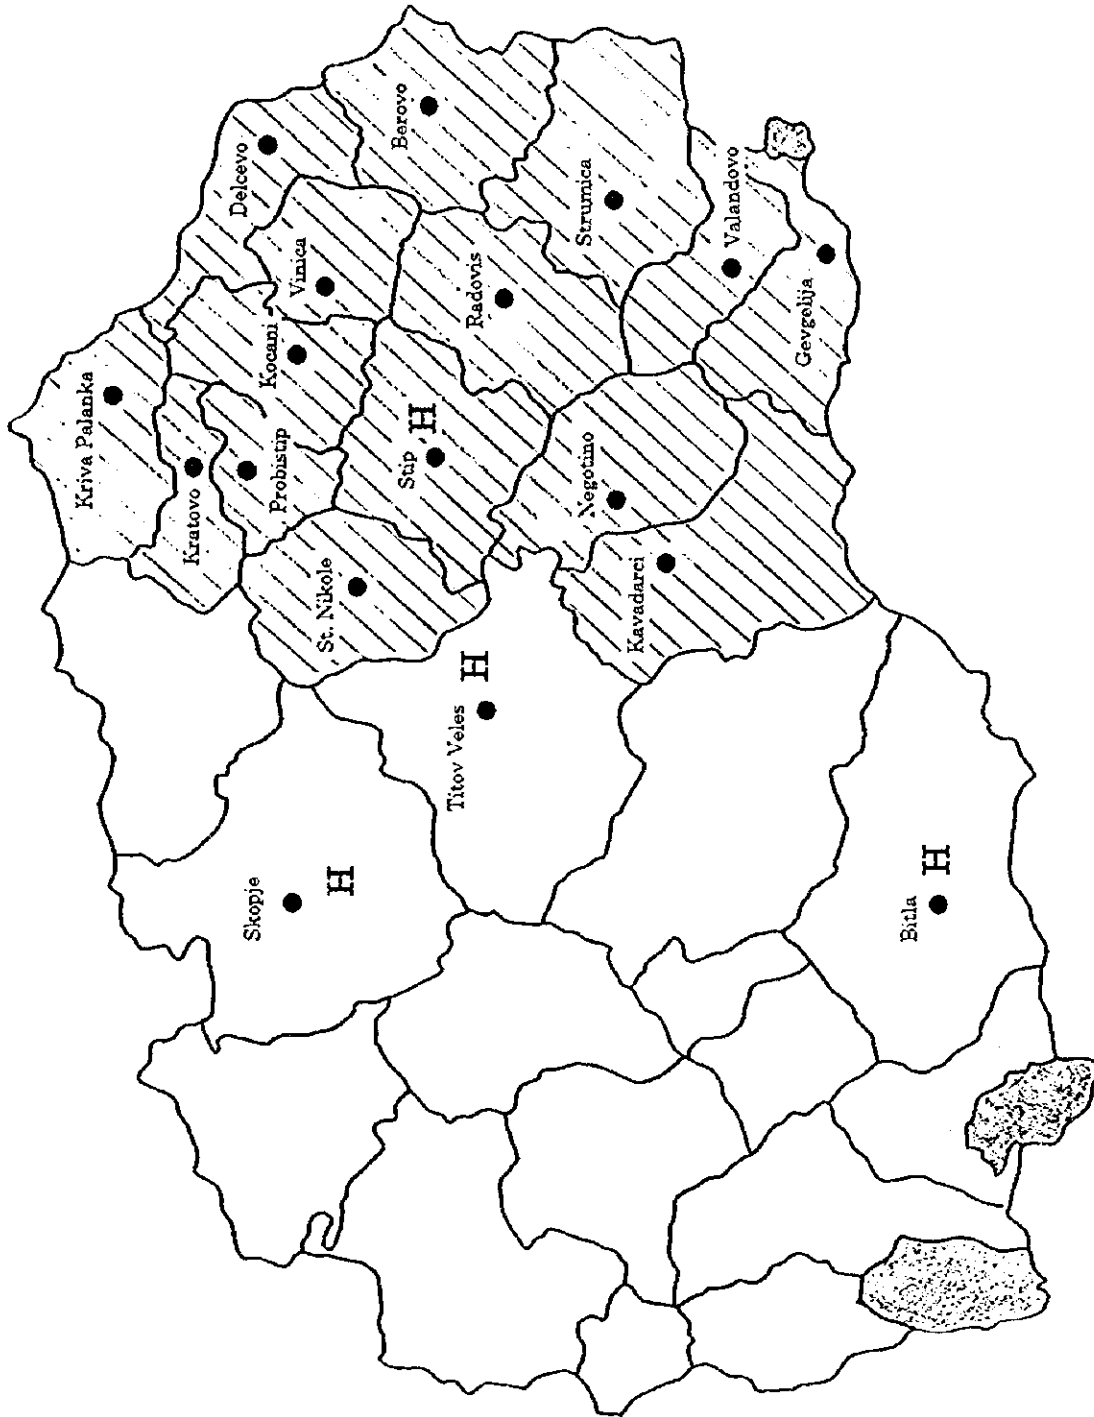 Kriva Palanka
Kratovo
Probistip
Kocani
Delcevo
Vinica
Berovo
St. Nikole
Stip
H
Radovis
Strumica
Negotino
Valandovo
Kavadarci
Gevgelija
Skopje
H
Titov Veles
H
Bitla
H